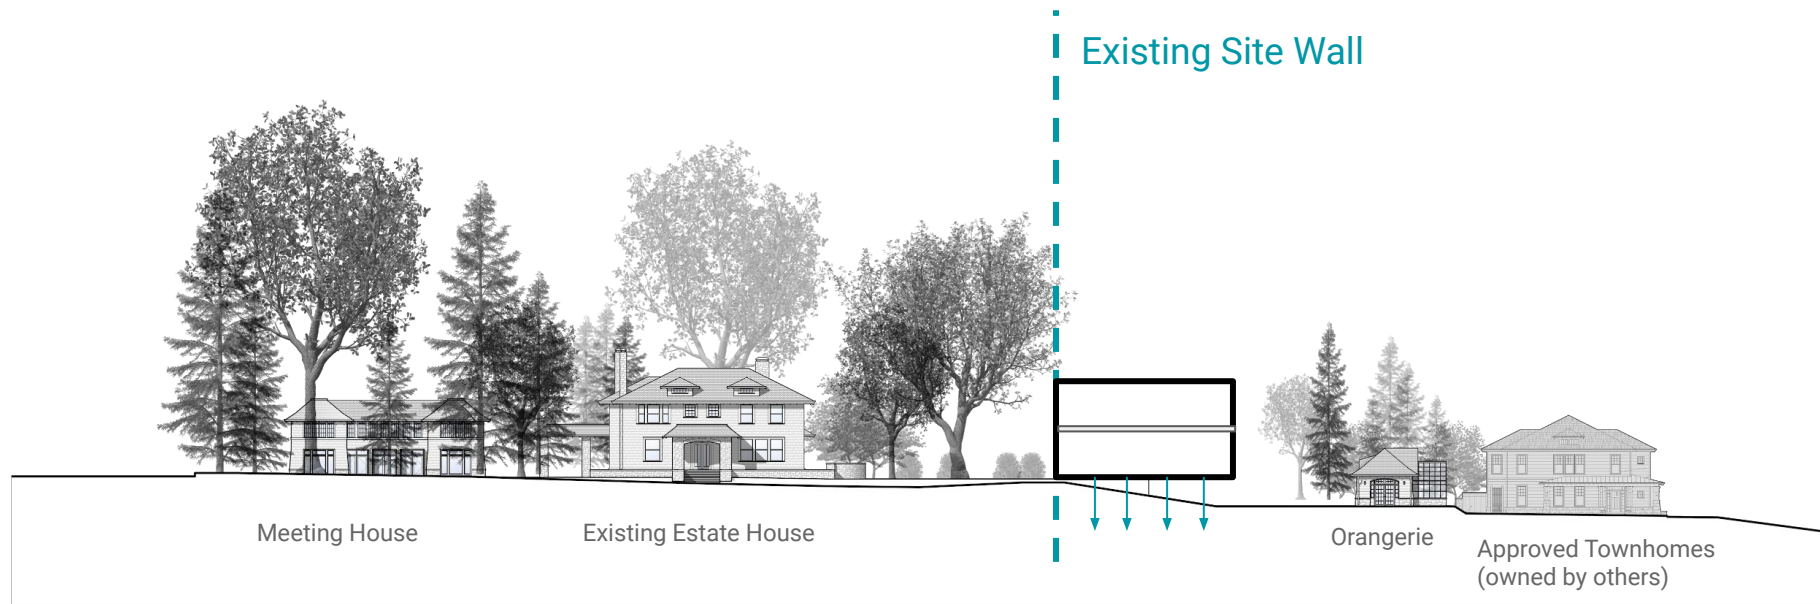 Existing Site Wall
Meeting House
Existing Estate House
Orangerie
Approved Townhomes
(owned by others)